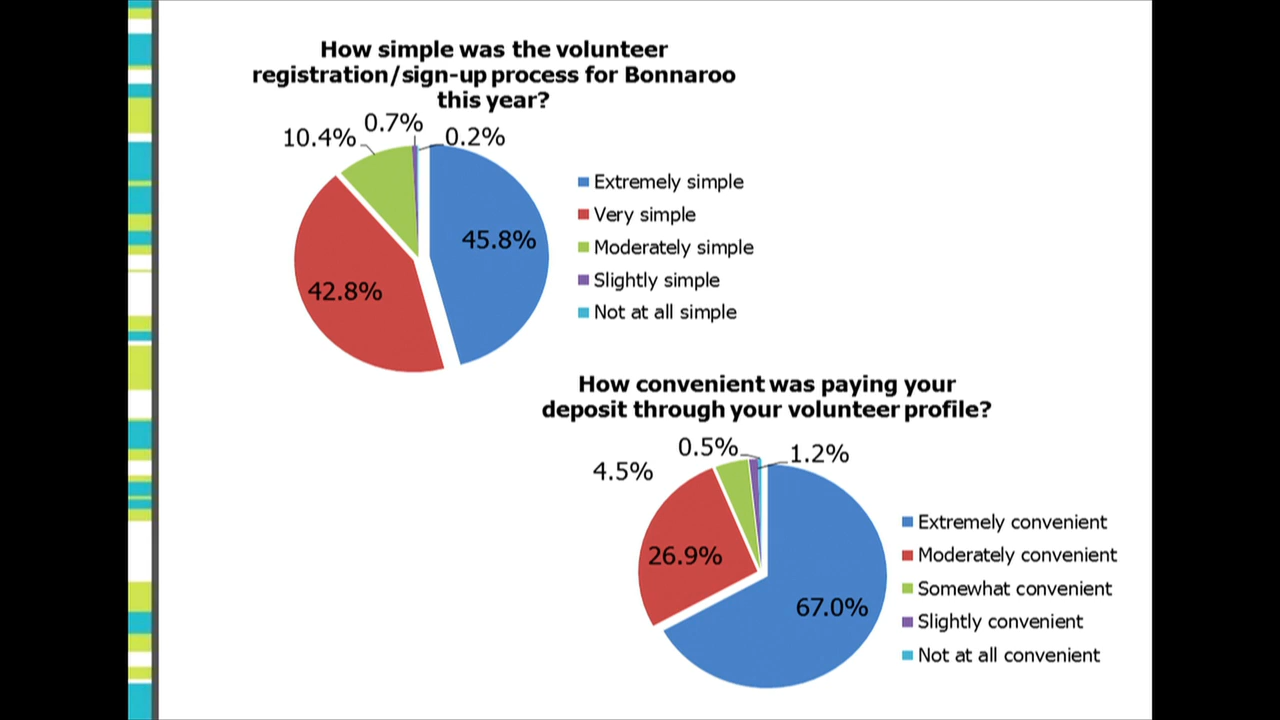 How simple was the volunteer
registration/sign-up process for Bonnaroo
this year?
10.4%
0.7%
0.2%
45.8%
42.8%
Extremely simple
Very simple
Moderately simple
Slightly simple
Not at all simple
How convenient was paying your
deposit through your volunteer profile?
4.5%
0.5%
1.2%
26.9%
67.0%
Extremely convenient
Moderately convenient
Somewhat convenient
Slightly convenient
Not at all convenient